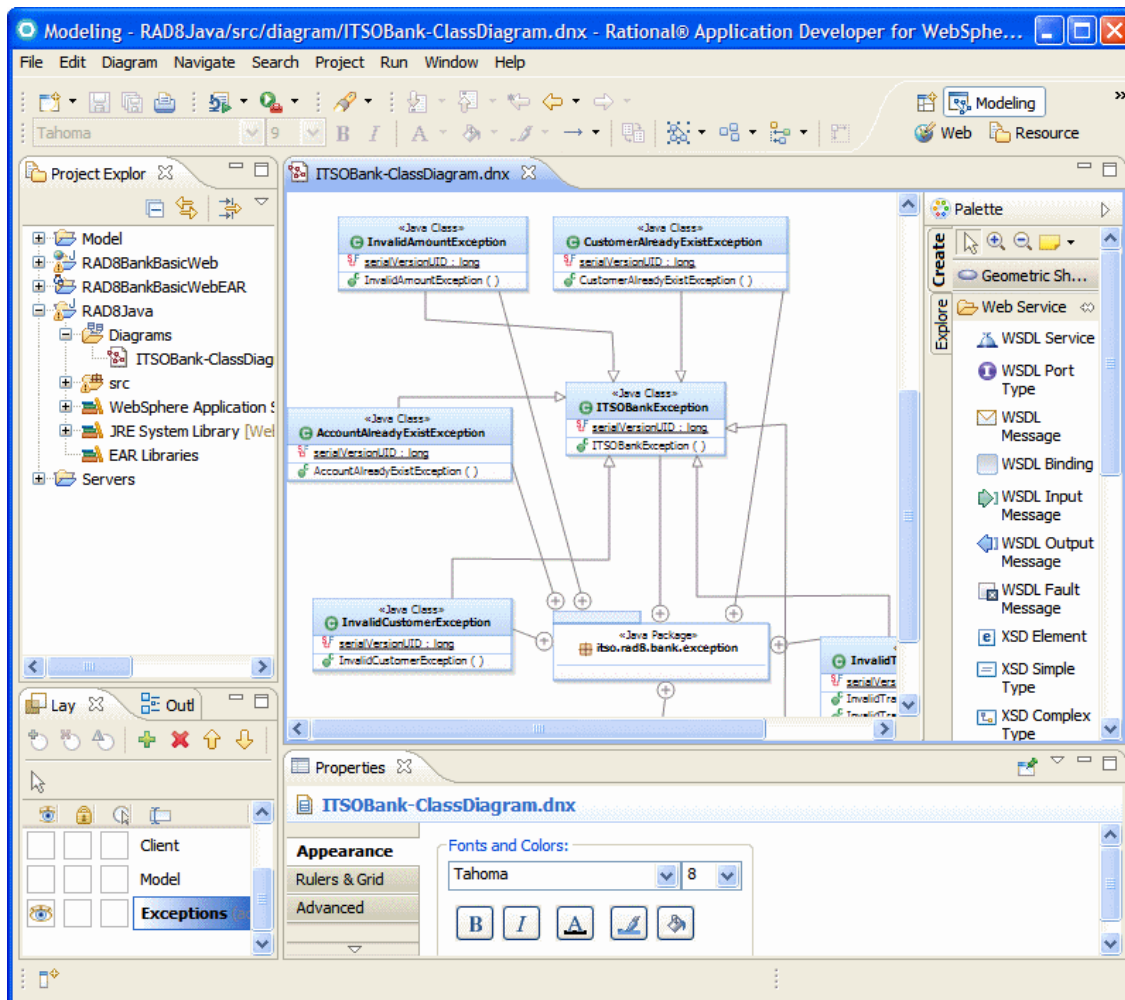 Modeling - RAD8Java/src/diagram/ITSOBank-ClassDiagram.dnx - Rational® Application Developer for WebSphe...
File Edit Diagram Navigate Search Project Run Window Help
Modeling
Tahoma 9 B I A
Web Resource
Project Explor
ITSOBank-ClassDiagram.dnx
Model
RAD8BankBasicWeb
RAD8BankBasicWebEAR
RAD8Java
Diagrams
ITSOBank-ClassDiag
src
WebSphere Application S
JRE System Library [Wel
EAR Libraries
Servers
«Java Class»
InvalidAmountException
serialVersionUID : long
InvalidAmountException ( )
«Java Class»
CustomerAlreadyExistException
serialVersionUID : long
CustomerAlreadyExistException ( )
«Java Class»
ITSOBankException
serialVersionUID : long
ITSOBankException ( )
«Java Class»
AccountAlreadyExistException
serialVersionUID : long
AccountAlreadyExistException ( )
«Java Class»
InvalidCustomerException
serialVersionUID : long
InvalidCustomerException ( )
«Java Package»
itso.rad8.bank.exception
InvalidT
serialVers
InvalidTra
InvalidTra
Palette
Create
Explore
Geometric Sh...
Web Service
WSDL Service
WSDL Port
Type
WSDL
Message
WSDL Binding
WSDL Input
Message
WSDL Output
Message
WSDL Fault
Message
XSD Element
XSD Simple
Type
XSD Complex
Type
Lay Outl
Client
Model
Exceptions
Properties
ITSOBank-ClassDiagram.dnx
Appearance
Rulers & Grid
Advanced
Fonts and Colors:
Tahoma 8
B I A